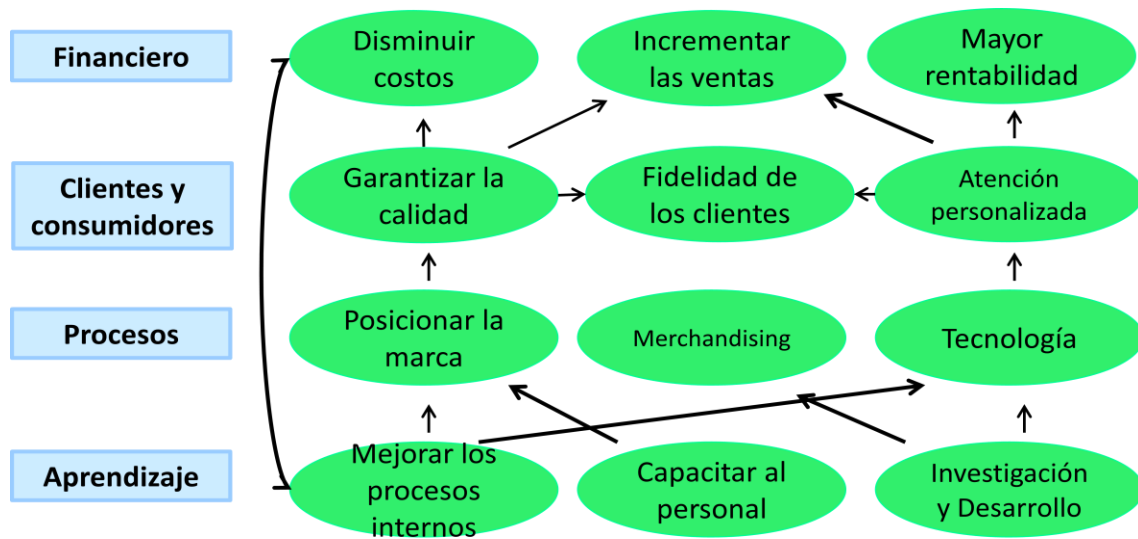 Financiero
Disminuir
costos
Incrementar
las ventas
Mayor
rentabilidad
Clientes y
consumidores
Garantizar la
calidad
Fidelidad de
los clientes
Atención
personalizada
Procesos
Posicionar la
marca
Merchandising
Tecnología
Aprendizaje
Mejorar los
procesos
internos
Capacitar al
personal
Investigación
y Desarrollo